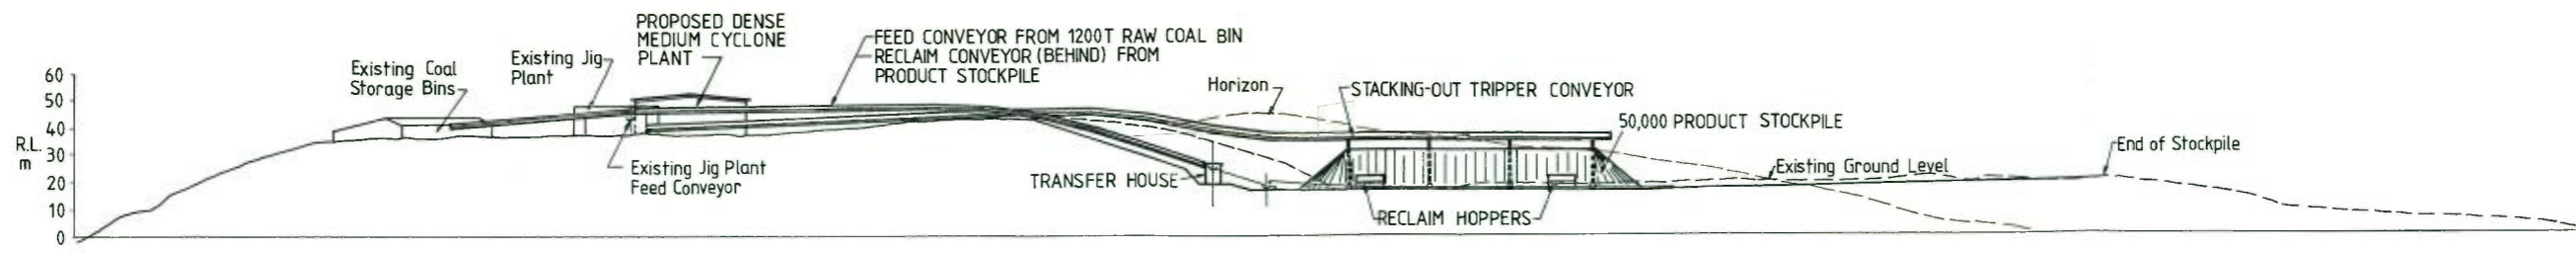 PROPOSED DENSE
MEDIUM CYCLONE
PLANT
FEED CONVEYOR FROM 1200T RAW COAL BIN
RECLAIM CONVEYOR (BEHIND) FROM
PRODUCT STOCKPILE
Existing Jig
Plant
Existing Coal
Storage Bins
Horizon
STACKING-OUT TRIPPER CONVEYOR
50,000 PRODUCT STOCKPILE
End of Stockpile
Existing Ground Level
Existing Jig Plant
Feed Conveyor
TRANSFER HOUSE
RECLAIM HOPPERS
R.L.
m
60
50
40
30
20
10
0